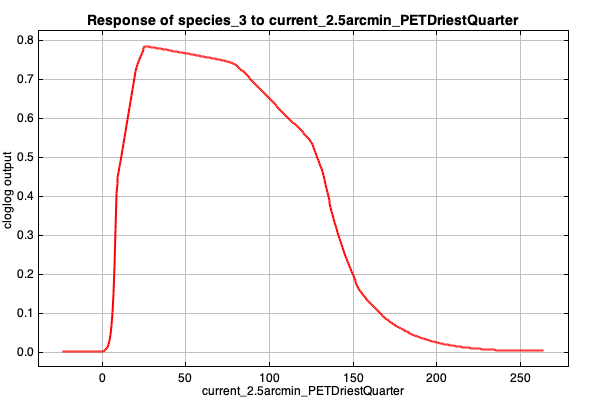 Response of species_3 to current_2.5arcmin_PETDriestQuarter
0.8
0.7
0.6
0.5
0.4
0.3
0.2
0.1
0.0
cloglog output
0 50 100 150 200 250
current_2.5arcmin_PETDriestQuarter